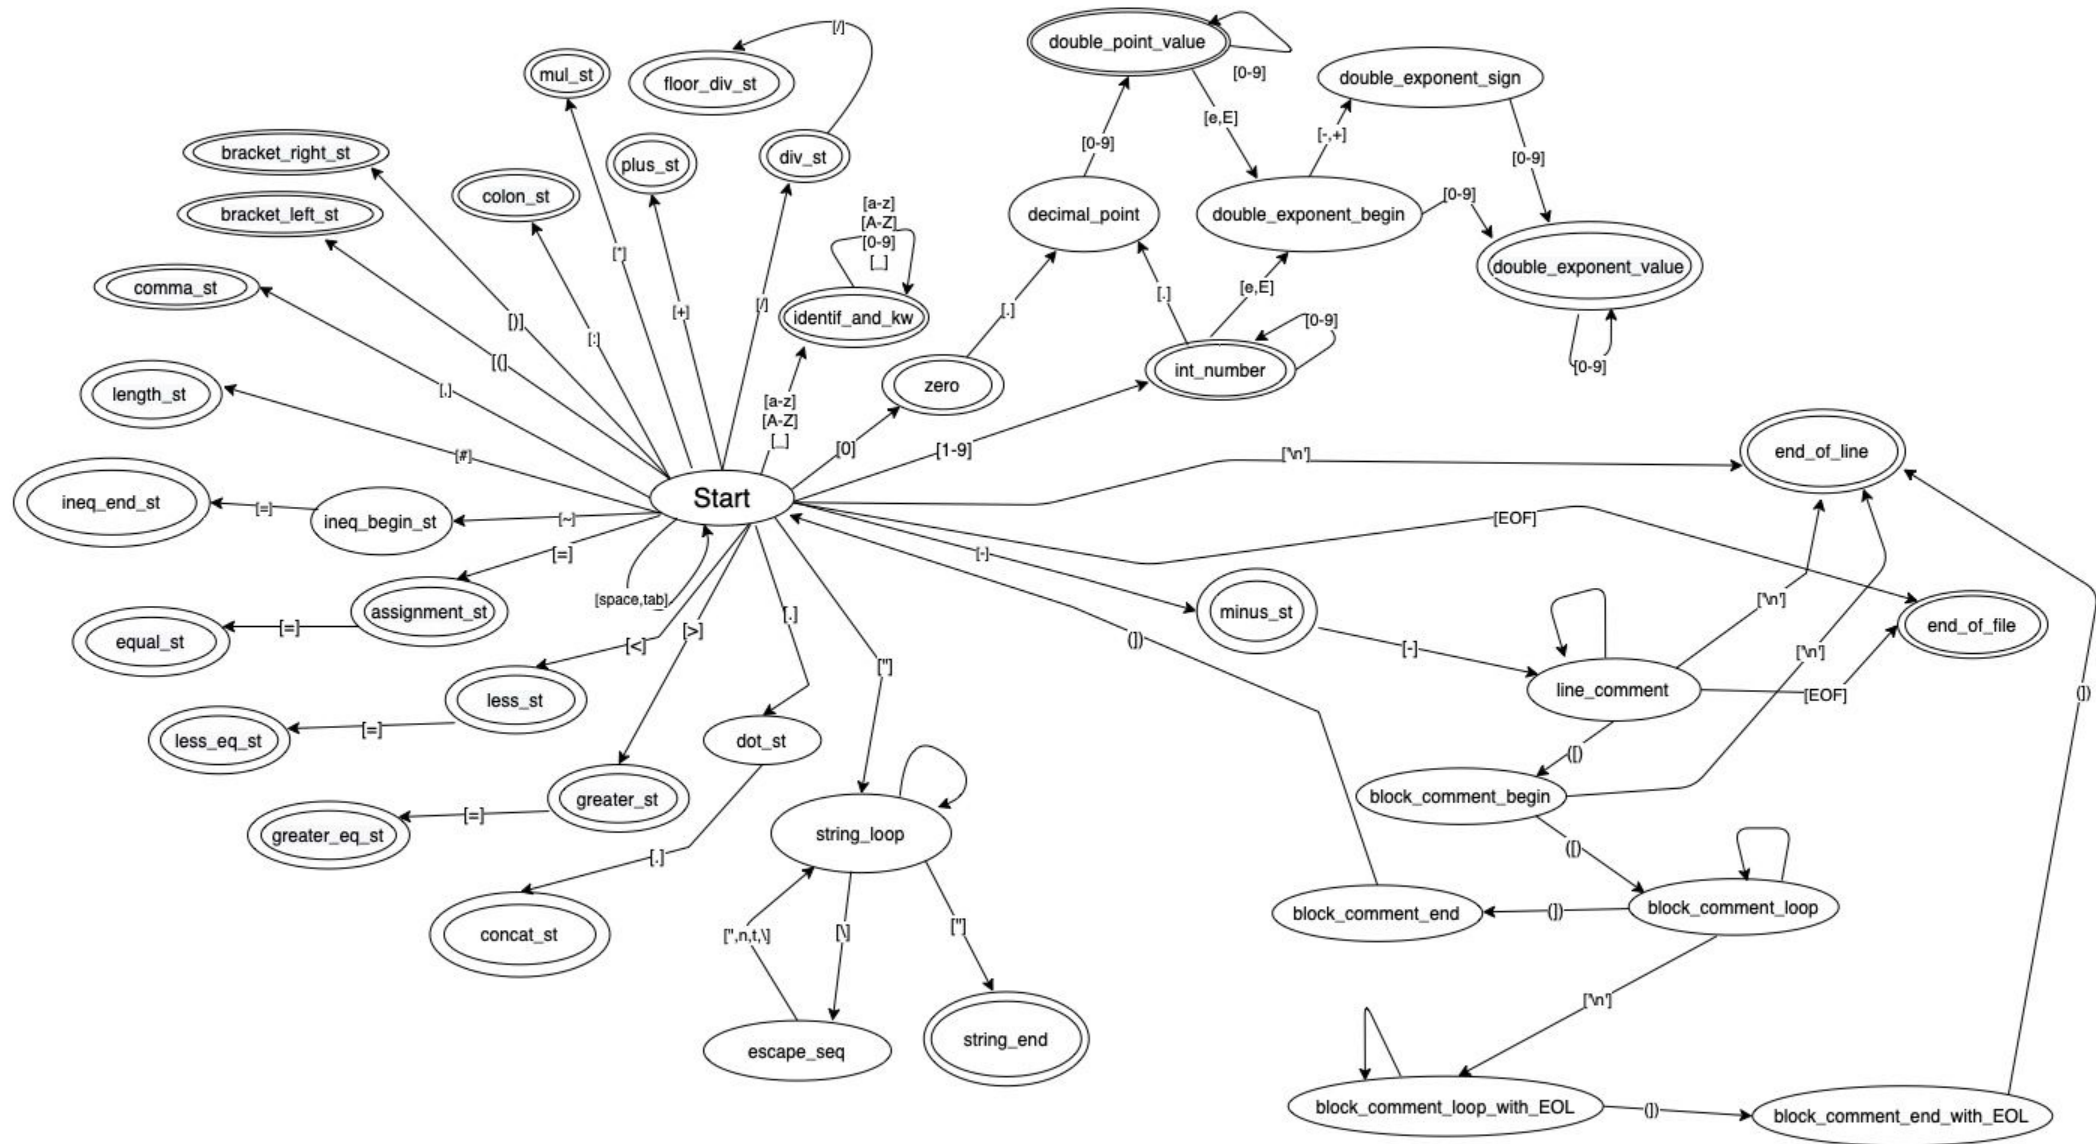 [/]
double_point_value
mul_st
floor_div_st
[0-9]
double_exponent_sign
[e,E]
[-,+]
bracket_right_st
plus_st
div_st
[0-9]
[0-9]
colon_st
[a-z]
[A-Z]
[0-9]
[_]
[0-9]
bracket_left_st
decimal_point
double_exponent_begin
[*]
double_exponent_value
comma_st
[e,E]
[.]
[/]
[+]
[.]
identif_and_kw
[)]
[0-9]
[:]
[(]
[0-9]
int_number
zero
[,]
length_st
[a-z]
[A-Z]
[_]
[0]
[1-9]
[#]
['\n']
end_of_line
Start
ineq_end_st
[=]
ineq_begin_st
[~]
[EOF]
[=]
[-]
[space,tab]
['\n']
assignment_st
minus_st
end_of_file
equal_st
[=]
[.]
[<]
[>]
(])
[-]
['\n']
["]
line_comment
[EOF]
(])
less_st
less_eq_st
[=]
dot_st
([)
block_comment_begin
greater_st
[=]
greater_eq_st
string_loop
([)
[.]
block_comment_end
(])
block_comment_loop
concat_st
[",n,t,\]
[\]
["]
['\n']
string_end
escape_seq
block_comment_loop_with_EOL
(])
block_comment_end_with_EOL